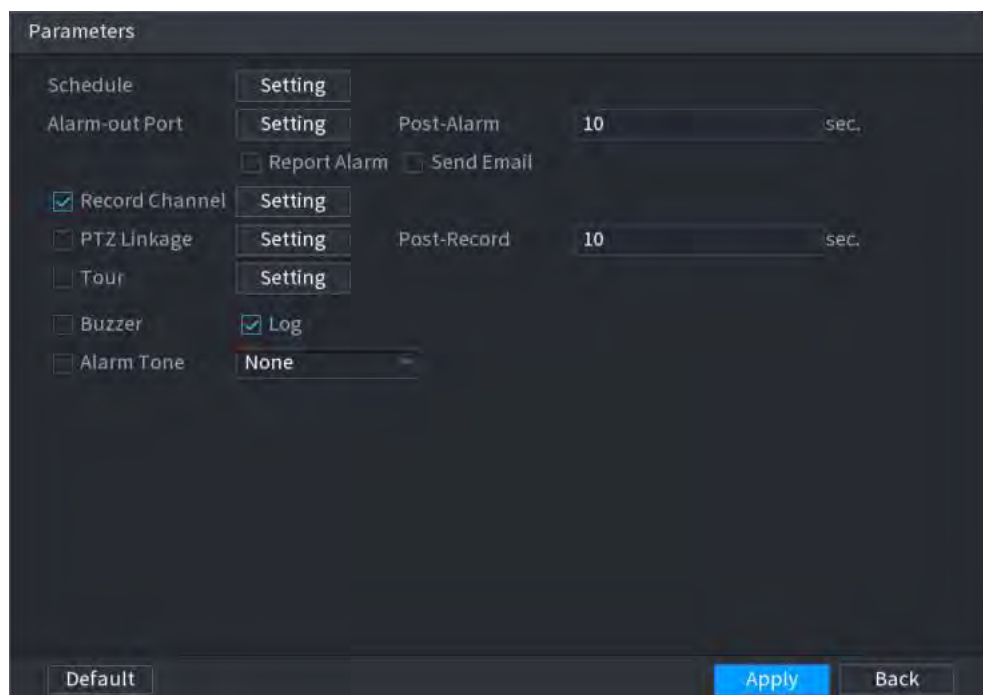 Parameters
Schedule Setting
Alarm-out Port Setting Post-Alarm 10 sec.
Report Alarm Send Email
Record Channel Setting
PTZ Linkage Setting Post-Record 10 sec.
Tour Setting
Buzzer Log
Alarm Tone None
Default Apply Back